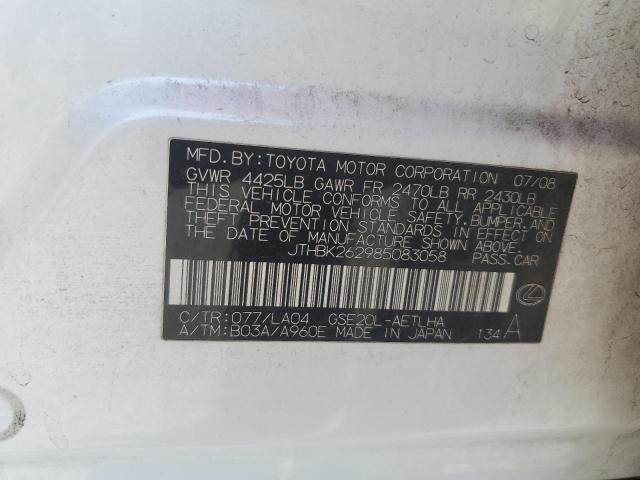 MFD. BY: TOYOTA MOTOR CORPORATION 07/08
GVWR 4425LB GAWR FR 2470LB RR 2430LB
THIS VEHICLE CONFORMS TO ALL APPLICABLE
FEDERAL MOTOR VEHICLE SAFETY, BUMPER, AND
THEFT PREVENTION STANDARDS IN EFFECT ON
THE DATE OF MANUFACTURE SHOWN ABOVE.
JTHBK262985083058 PASS. CAR
C/TR: 077/LA04 GSE20L-AETLHA
A/TM: B03A/A960E MADE IN JAPAN 134 A